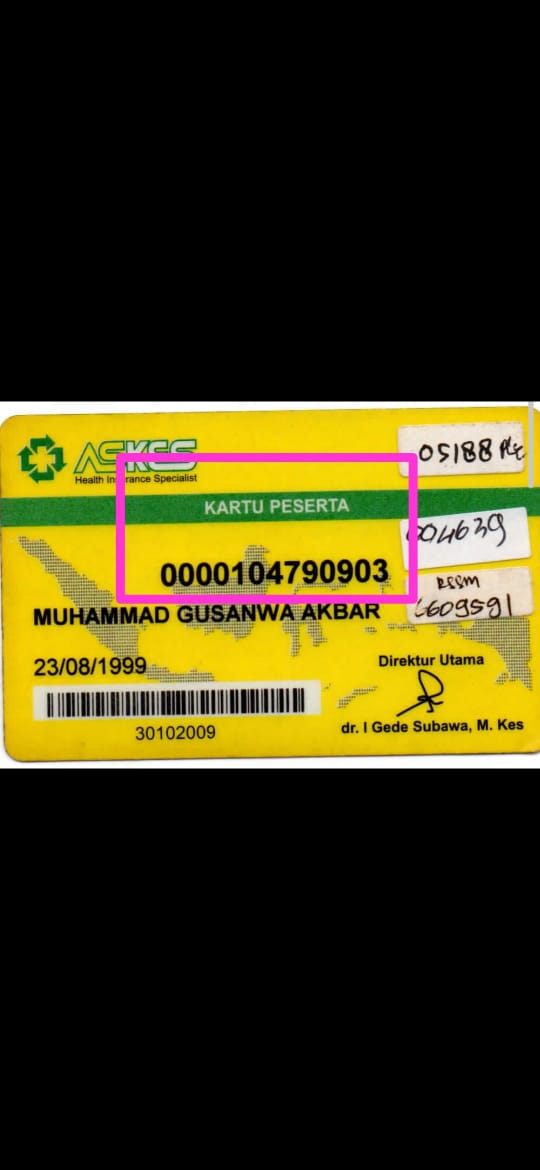 ASKES
Health Insurance Specialist
KARTU PESERTA
05188
004639
0000104790903
RSSM
MUHAMMAD GUSANWA AKBAR
23/08/1999
Direktur Utama
30102009
dr. I Gede Subawa, M. Kes